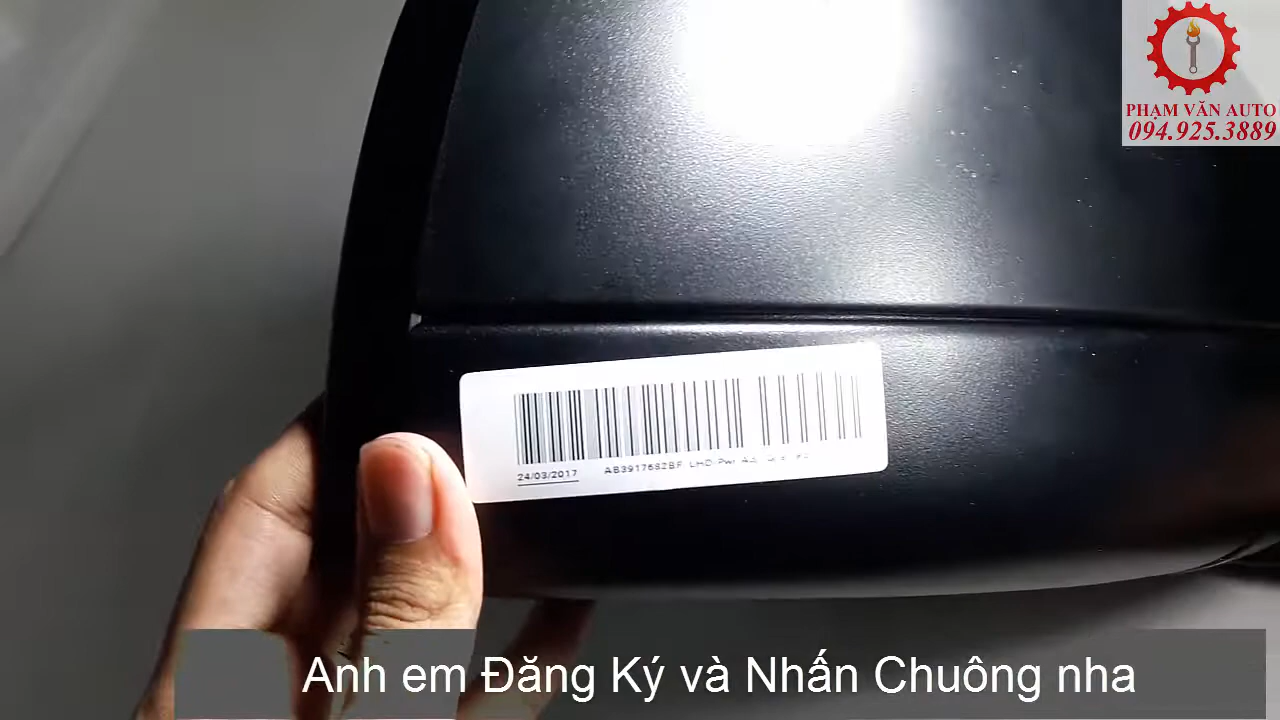 PHẠM VĂN AUTO
094.925.3889
24/03/2017 AB3917682BF LHD Pwr
Anh em Đăng Ký và Nhấn Chuông nha